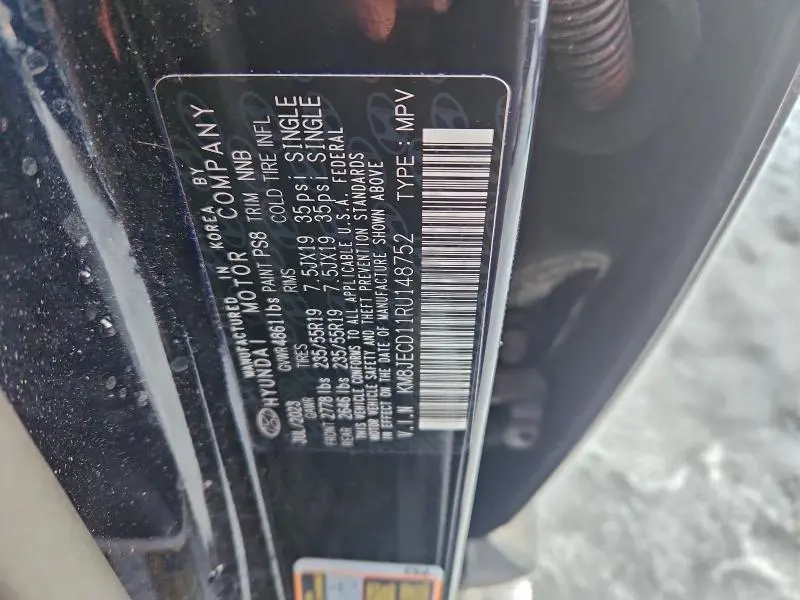 MANUFACTURED IN KOREA BY
HYUNDAI MOTOR COMPANY
JUL/2023 GVWR 4861lbs PAINT PS8 TRIM NNB
GAWR TIRES RIMS COLD TIRE INFL
FRONT 2778 lbs 235/55R19 7.5JX19 35psi SINGLE
REAR 2646 lbs 235/55R19 7.5JX19 35psi SINGLE
THIS VEHICLE CONFORMS TO ALL APPLICABLE U.S.A. FEDERAL
MOTOR VEHICLE SAFETY AND THEFT PREVENTION STANDARDS
IN EFFECT ON THE DATE OF MANUFACTURE SHOWN ABOVE
V.I.N KM8JECD11RU148752 TYPE: MPV